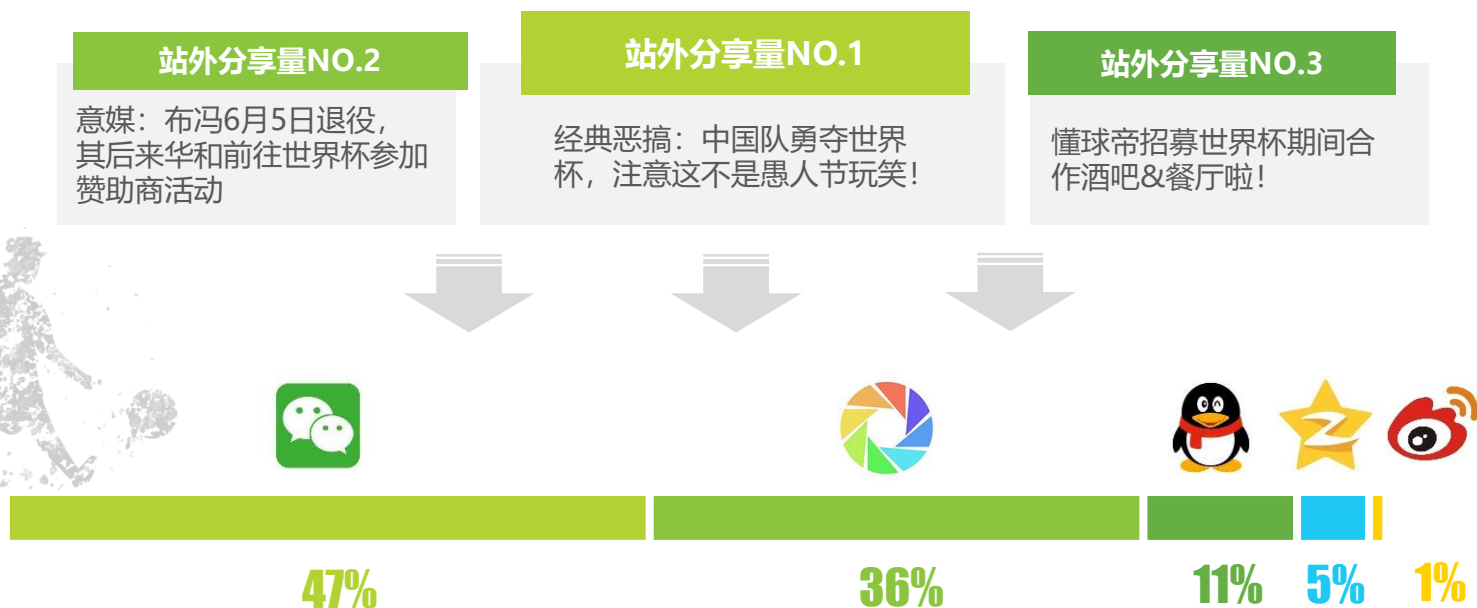 站外分享量NO.2
意媒：布冯6月5日退役，
其后来华和前往世界杯参加
赞助商活动
站外分享量NO.1
经典恶搞：中国队勇夺世界
杯，注意这不是愚人节玩笑！
站外分享量NO.3
懂球帝招募世界杯期间合
作酒吧&餐厅啦！
47%
36%
11%
5%
1%